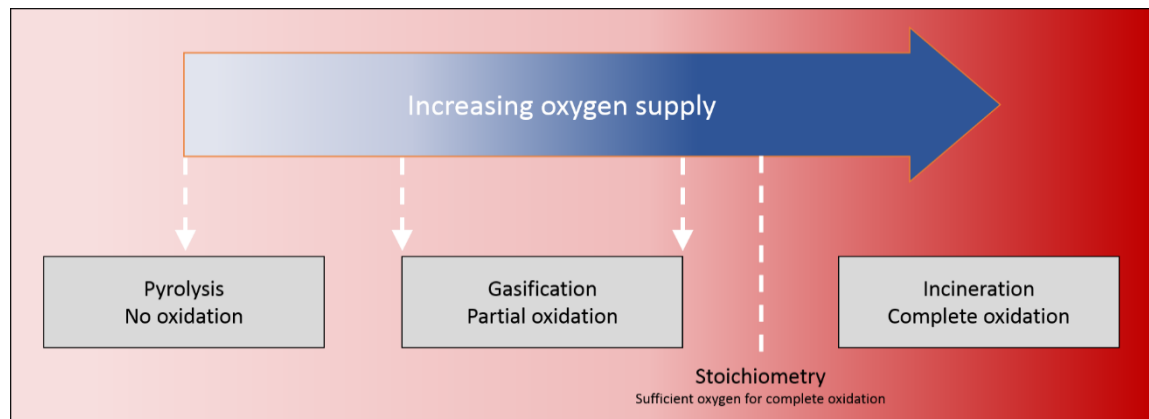 Increasing oxygen supply
Pyrolysis
No oxidation
Gasification
Partial oxidation
Incineration
Complete oxidation
Stoichiometry
Sufficient oxygen for complete oxidation